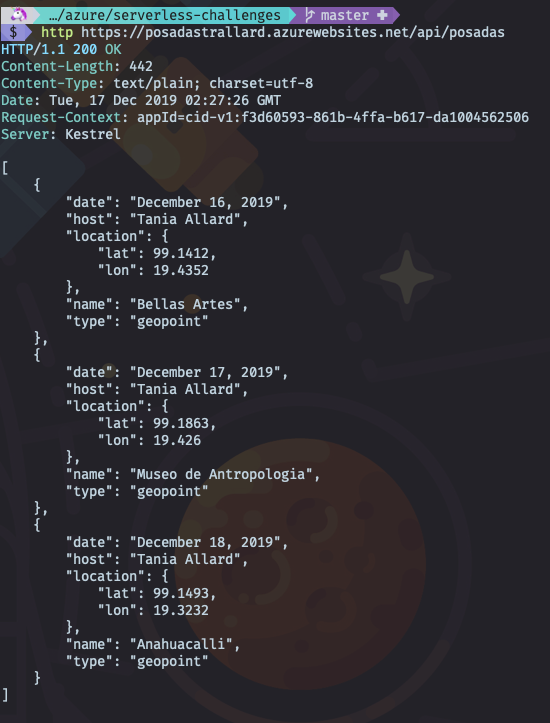 …/azure/serverless-challenges master ✚
$ http https://posadastrallard.azurewebsites.net/api/posadas
HTTP/1.1 200 OK
Content-Length: 442
Content-Type: text/plain; charset=utf-8
Date: Tue, 17 Dec 2019 02:27:26 GMT
Request-Context: appId=cid-v1:f3d60593-861b-4ffa-b617-da1004562506
Server: Kestrel

[
    {
        "date": "December 16, 2019",
        "host": "Tania Allard",
        "location": {
            "lat": 99.1412,
            "lon": 19.4352
        },
        "name": "Bellas Artes",
        "type": "geopoint"
    },
    {
        "date": "December 17, 2019",
        "host": "Tania Allard",
        "location": {
            "lat": 99.1863,
            "lon": 19.426
        },
        "name": "Museo de Antropologia",
        "type": "geopoint"
    },
    {
        "date": "December 18, 2019",
        "host": "Tania Allard",
        "location": {
            "lat": 99.1493,
            "lon": 19.3232
        },
        "name": "Anahuacalli",
        "type": "geopoint"
    }
]